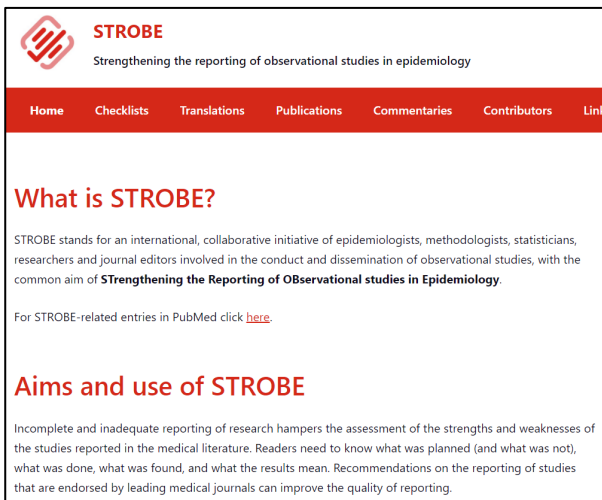 STROBE
Strengthening the reporting of observational studies in epidemiology
Home Checklists Translations Publications Commentaries Contributors
What is STROBE?
STROBE stands for an international, collaborative initiative of epidemiologists, methodologists, statisticians,
researchers and journal editors involved in the conduct and dissemination of observational studies, with the
common aim of STrengthening the Reporting of OBservational studies in Epidemiology.
For STROBE-related entries in PubMed click here.
Aims and use of STROBE
Incomplete and inadequate reporting of research hampers the assessment of the strengths and weaknesses of
the studies reported in the medical literature. Readers need to know what was planned (and what was not),
what was done, what was found, and what the results mean. Recommendations on the reporting of studies
that are endorsed by leading medical journals can improve the quality of reporting.